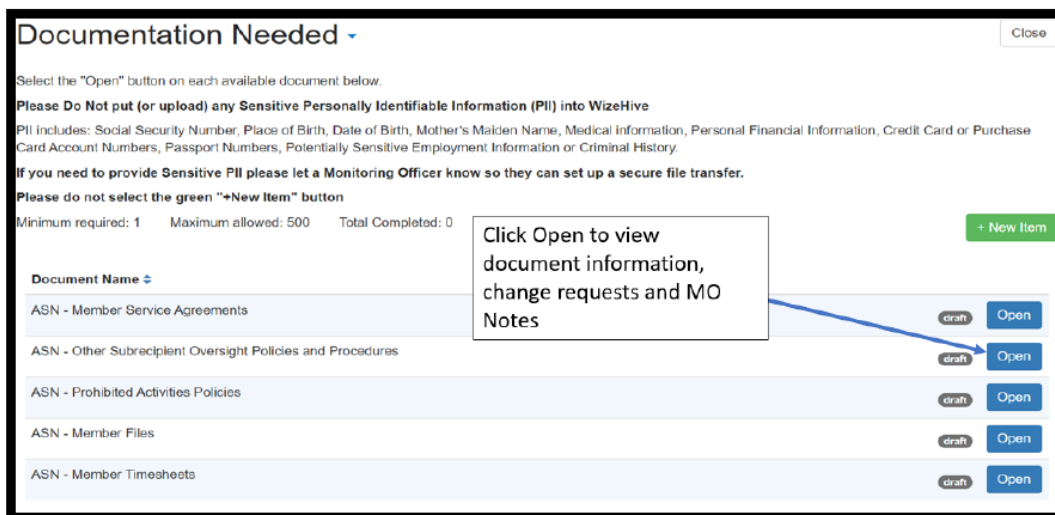 Documentation Needed
Close
Select the "Open" button on each available document below.
Please Do Not put (or upload) any Sensitive Personally Identifiable Information (PII) into WizeHive
PII includes: Social Security Number, Place of Birth, Date of Birth, Mother's Maiden Name, Medical information, Personal Financial Information, Credit Card or Purchase
Card Account Numbers, Passport Numbers, Potentially Sensitive Employment Information or Criminal History.
If you need to provide Sensitive PII please let a Monitoring Officer know so they can set up a secure file transfer.
Please do not select the green "+New Item" button
Minimum required: 1 Maximum allowed: 500 Total Completed: 0
+ New Item
Click Open to view
document information,
change requests and MO
Notes
Document Name
ASN - Member Service Agreements draft Open
ASN - Other Subrecipient Oversight Policies and Procedures draft Open
ASN - Prohibited Activities Policies draft Open
ASN - Member Files draft Open
ASN - Member Timesheets draft Open